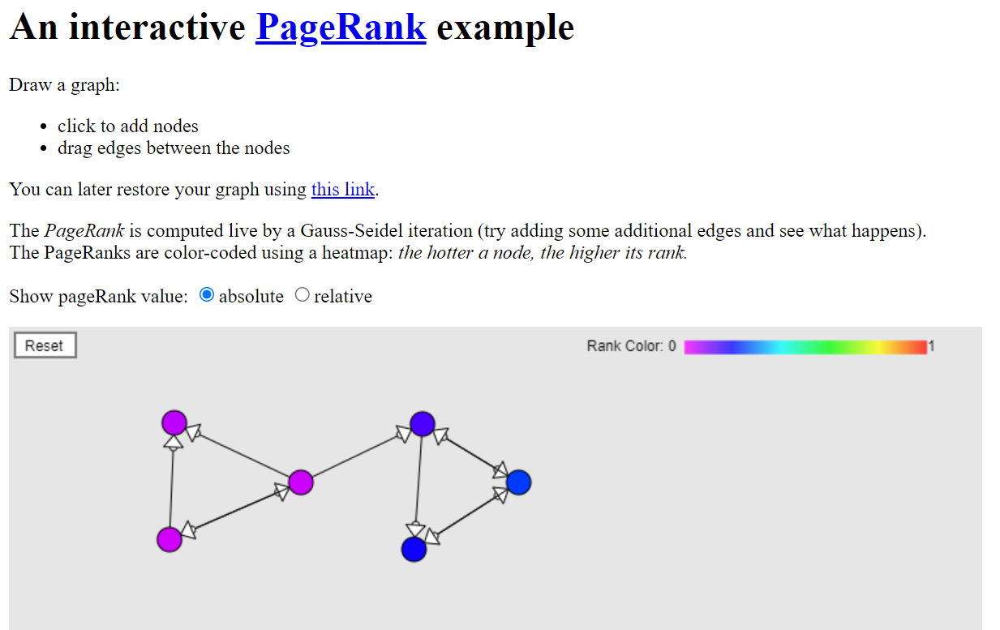 An interactive PageRank example
Draw a graph:
click to add nodes
drag edges between the nodes
You can later restore your graph using this link.
The PageRank is computed live by a Gauss-Seidel iteration (try adding some additional edges and see what happens).
The PageRanks are color-coded using a heatmap: the hotter a node, the higher its rank.
Show pageRank value: absolute relative
Reset
Rank Color: 0 1